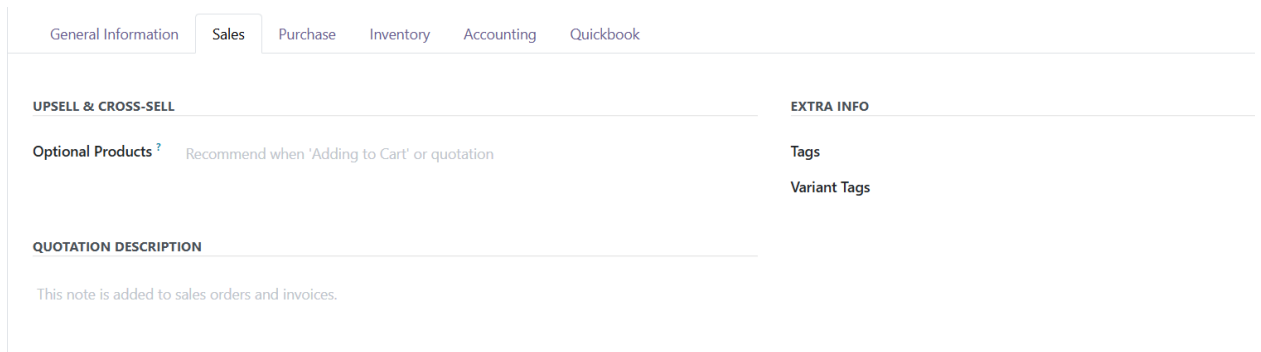 General Information Sales Purchase Inventory Accounting Quickbook
UPSELL & CROSS-SELL
Optional Products ? Recommend when 'Adding to Cart' or quotation
EXTRA INFO
Tags
Variant Tags
QUOTATION DESCRIPTION
This note is added to sales orders and invoices.